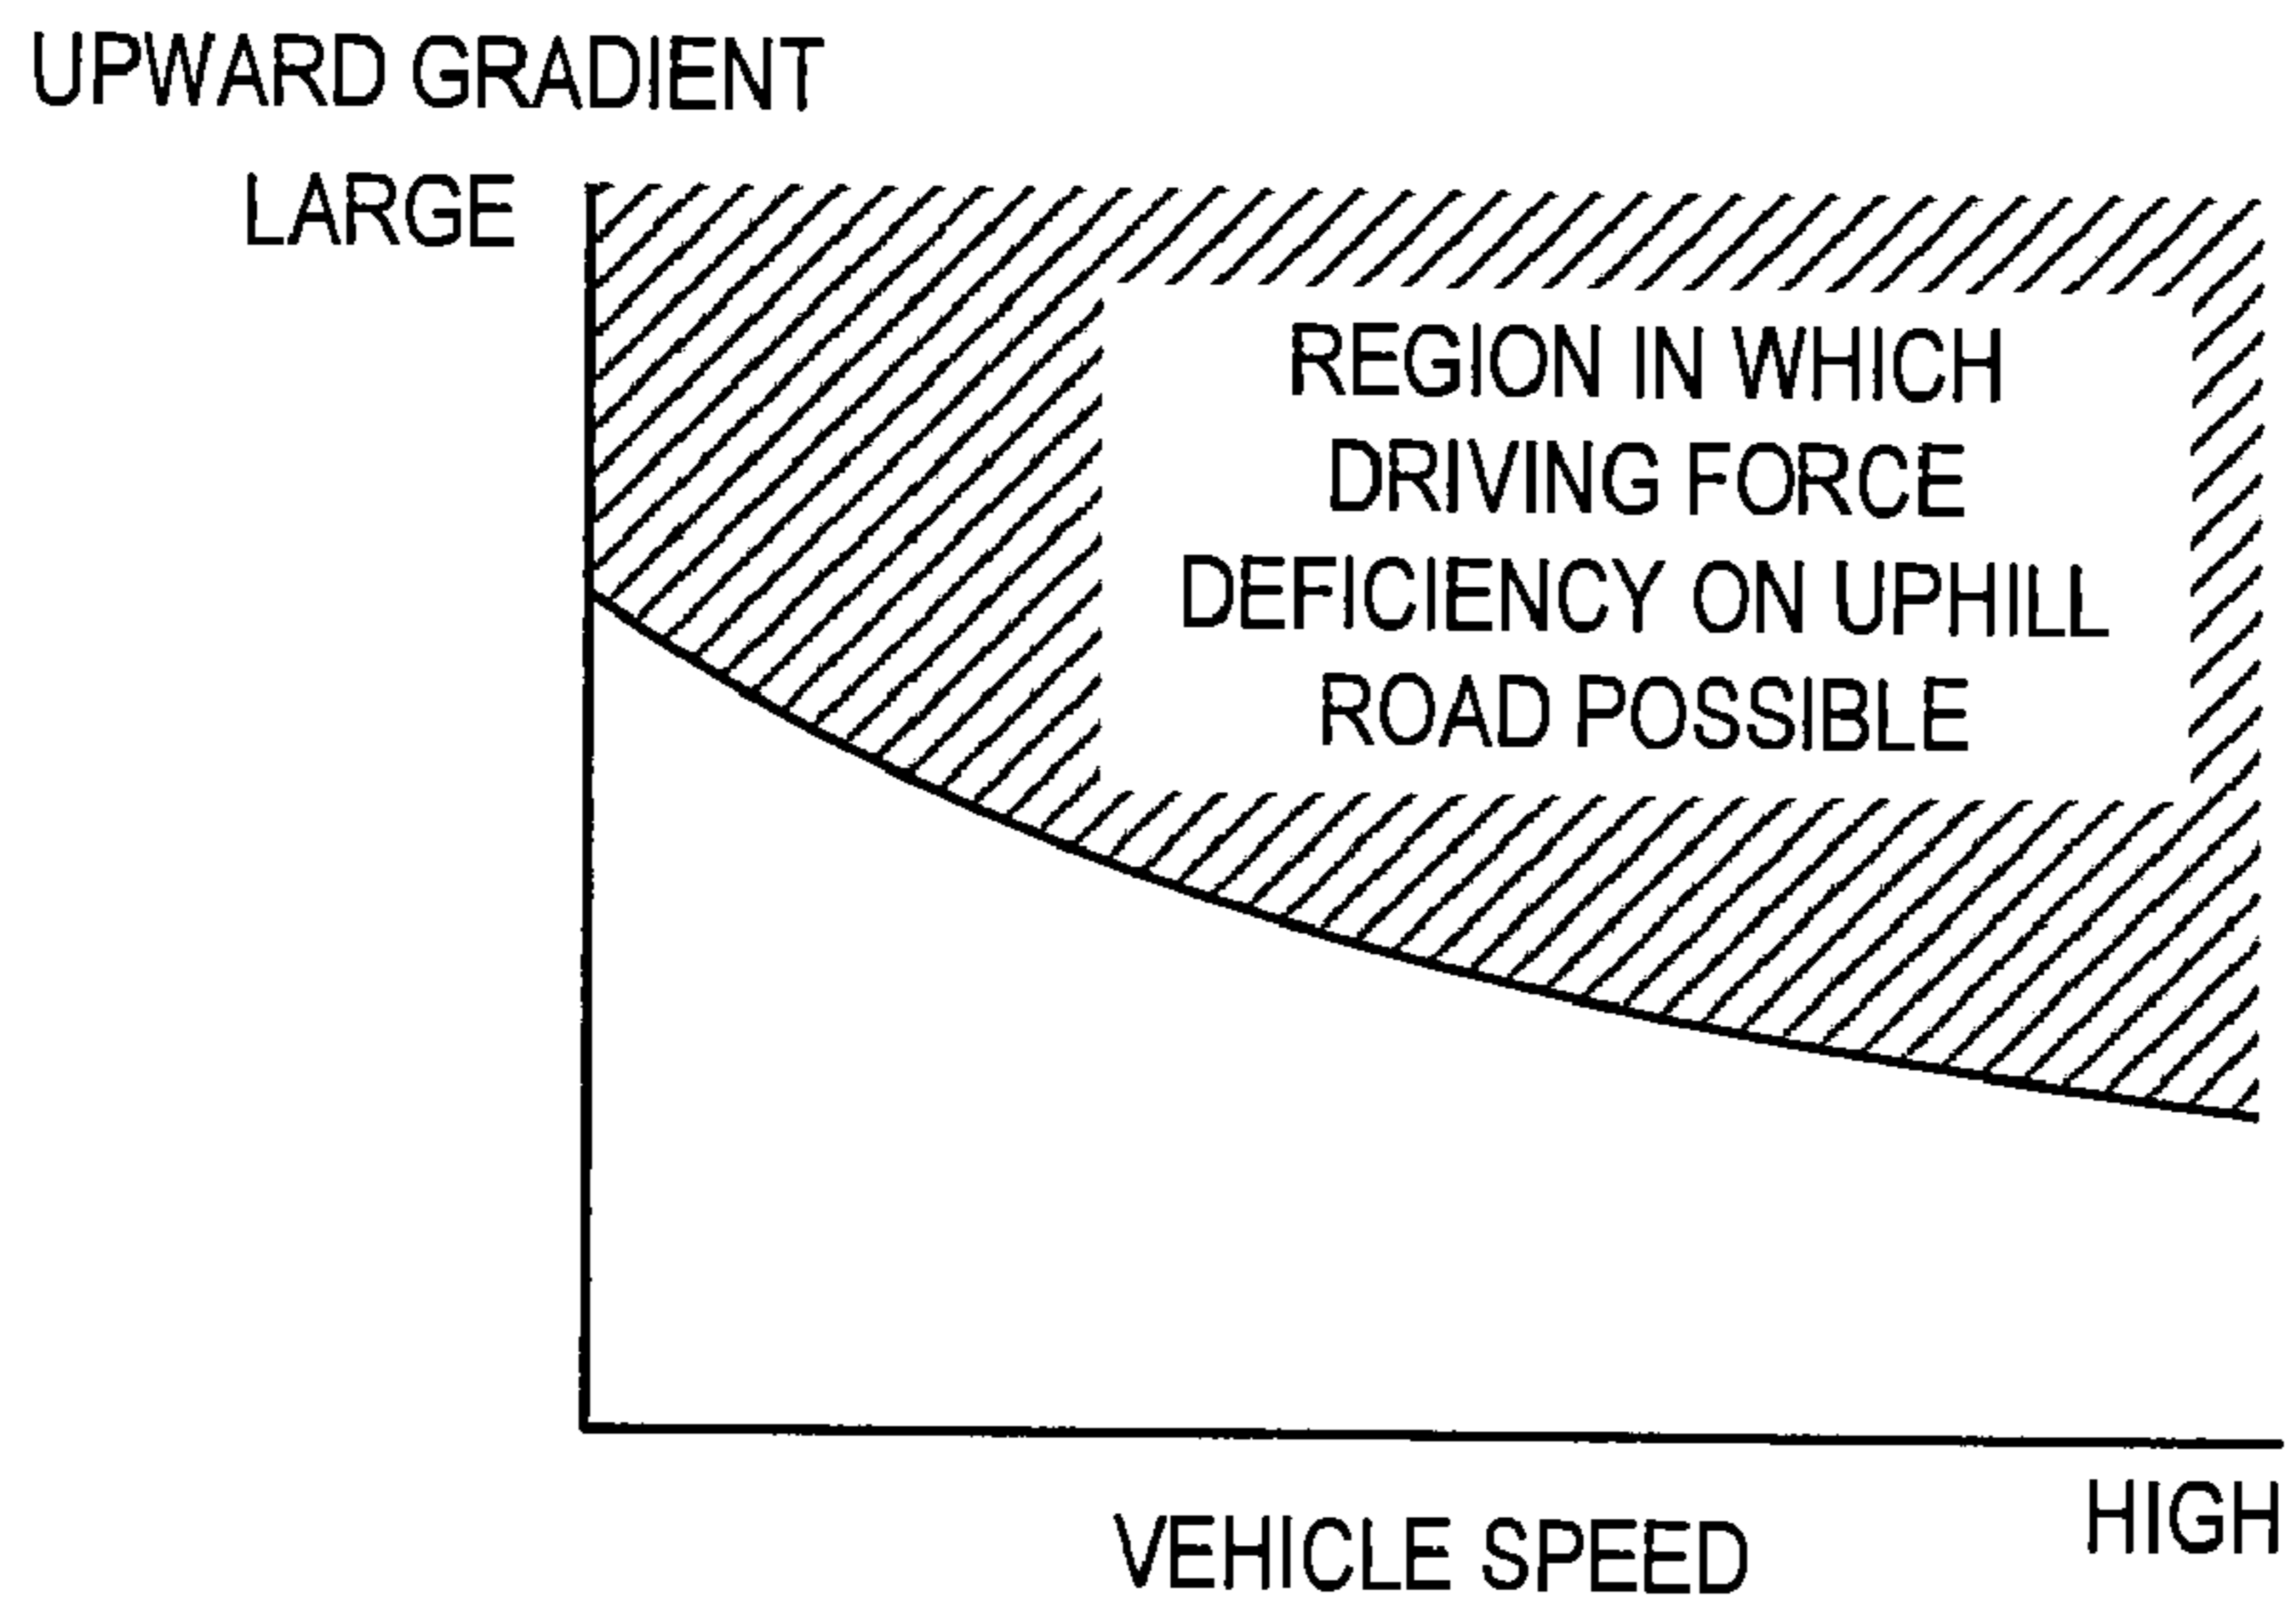 UPWARD GRADIENT
LARGE
REGION IN WHICH
DRIVING FORCE
DEFICIENCY ON UPHILL
ROAD POSSIBLE
HIGH
VEHICLE SPEED